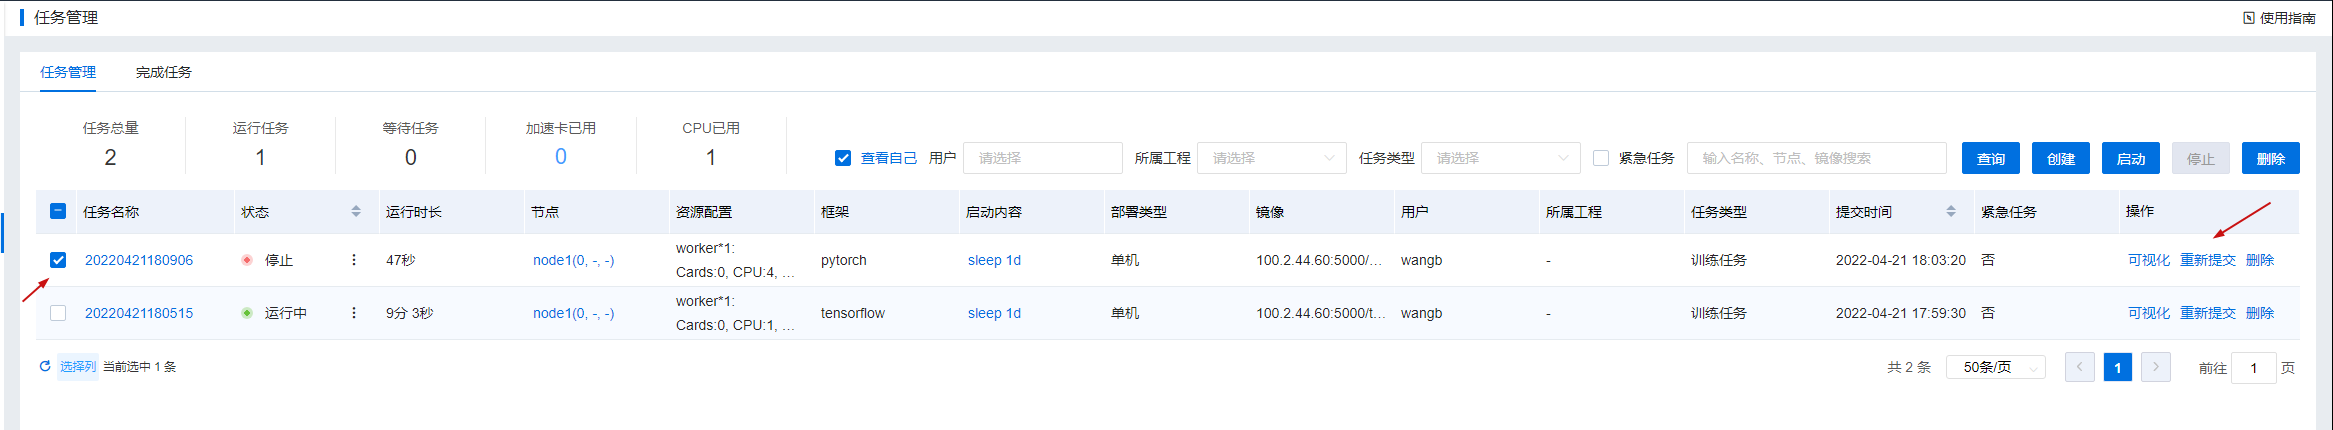 任务管理
使用指南
任务管理 完成任务
任务总量 运行任务 等待任务 加速卡已用 CPU已用
2 1 0 0 1
查看自己 用户 请选择 所属工程 请选择 任务类型 请选择 紧急任务 输入名称、节点、镜像搜索 查询 创建 启动 停止 删除
任务名称 状态 运行时长 节点 资源配置 框架 启动内容 部署类型 镜像 用户 所属工程 任务类型 提交时间 紧急任务 操作
20220421180906 停止 47秒 node1(0, -, -) worker*1: Cards:0, CPU:4, ... pytorch sleep 1d 单机 100.2.44.60:5000/... wangb - 训练任务 2022-04-21 18:03:20 否 可视化 重新提交 删除
20220421180515 运行中 9分 3秒 node1(0, -, -) worker*1: Cards:0, CPU:1, ... tensorflow sleep 1d 单机 100.2.44.60:5000/t... wangb - 训练任务 2022-04-21 17:59:30 否 可视化 重新提交 删除
选择列 当前选中 1 条 共 2 条 50条/页 1 前往 1 页